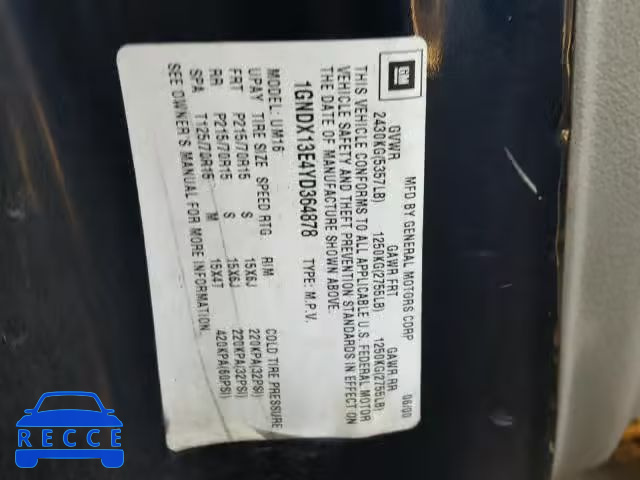 GM
MFD BY GENERAL MOTORS CORP 06/00
GVWR GAWR FRT GAWR RR
2430KG(5357LB) 1250KG(2755LB) 1250KG(2755LB)
THIS VEHICLE CONFORMS TO ALL APPLICABLE U.S. FEDERAL MOTOR
VEHICLE SAFETY AND THEFT PREVENTION STANDARDS IN EFFECT ON
THE DATE OF MANUFACTURE SHOWN ABOVE.
1GNDX13E4YD364878 TYPE: M.P.V.
MODEL: UM16
UPAY TIRE SIZE SPEED RTG. RIM COLD TIRE PRESSURE
FRT P215/70R15 S 15X6J 220KPA(32PSI)
RR P215/70R15 S 15X6J 220KPA(32PSI)
SPA T125/70R15 M 15X4T 420KPA(60PSI)
SEE OWNER'S MANUAL FOR MORE INFORMATION.
RECCE